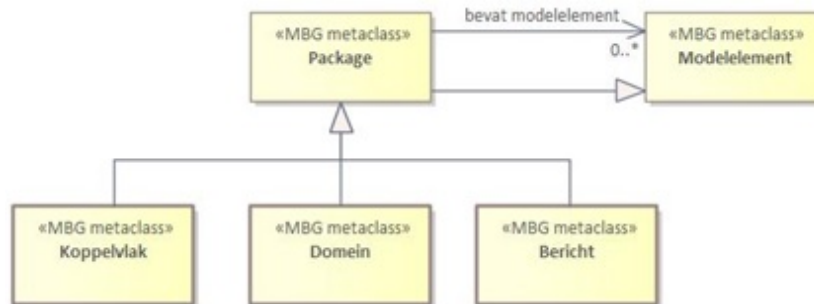 bevat modelelement
«MBG metaclass»
Package
«MBG metaclass»
Modelelement
0..*
«MBG metaclass»
Koppelvlak
«MBG metaclass»
Domein
«MBG metaclass»
Bericht